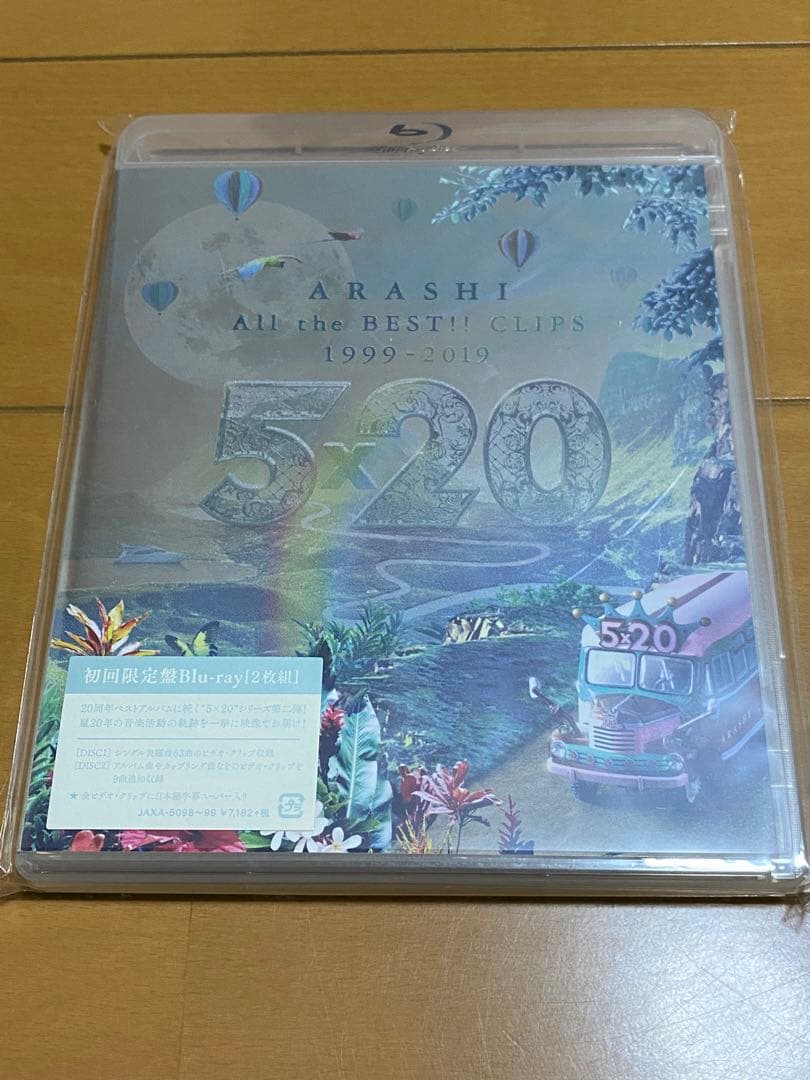 ARASHI
All the BEST!! CLIPS
1999-2019
5×20
5×20
ARASHI
初回限定盤Blu-ray[2枚組]
20周年ベストアルバムに続く"5×20"シリーズ第二弾!
嵐20年の音楽活動の軌跡を一挙に映像でお届け!
[DISC1] シングル表題曲63曲のビデオ・クリップ収録
[DISC2] アルバム曲やカップリング曲などのビデオ・クリップを
9曲追加収録
★全ビデオ・クリップに日本語字幕スーパー入り
JAXA-5098~99 ¥7,182+税
プラ